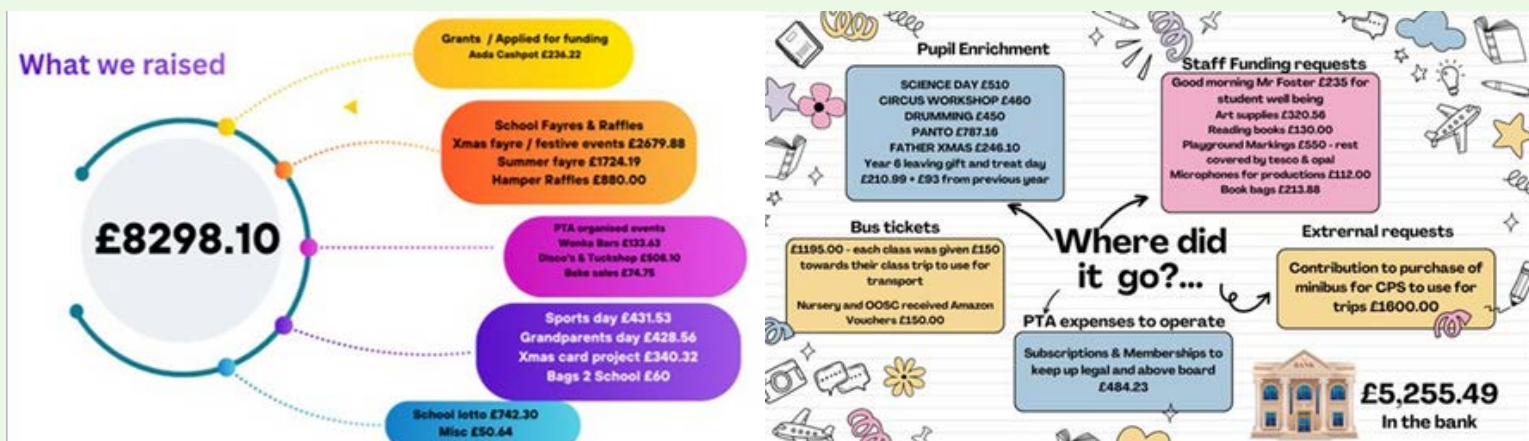 What we raised
£8298.10
Grants / Applied for funding
Asda Cashpot £236.22
School Fayres & Raffles
Xmas fayre / festive events £2679.88
Summer fayre £1724.19
Hamper Raffles £880.00
PTA organised events
Wonka Bars £133.63
Disco's & Tuckshop £508.10
Bake sales £74.75
Sports day £431.53
Grandparents day £428.56
Xmas card project £340.32
Bags 2 School £60
School lotto £742.30
Misc £50.64
Pupil Enrichment
SCIENCE DAY £510
CIRCUS WORKSHOP £460
DRUMMING £450
PANTO £787.16
FATHER XMAS £246.10
Year 6 leaving gift and treat day
£210.99 + £93 from previous year
Staff Funding requests
Good morning Mr Foster £235 for
student well being
Art supplies £320.56
Reading books £130.00
Playground Markings £550 - rest
covered by tesco & opal
Microphones for productions £112.00
Book bags £213.88
Bus tickets
£1195.00 - each class was given £150
towards their class trip to use for
transport
Nursery and OOSC received Amazon
Vouchers £150.00
Where did
it go?...
Extrernal requests
Contribution to purchase of
minibus for CPS to use for
trips £1600.00
PTA expenses to operate
Subscriptions & Memberships to
keep up legal and above board
£484.23
BANK
£5,255.49
In the bank